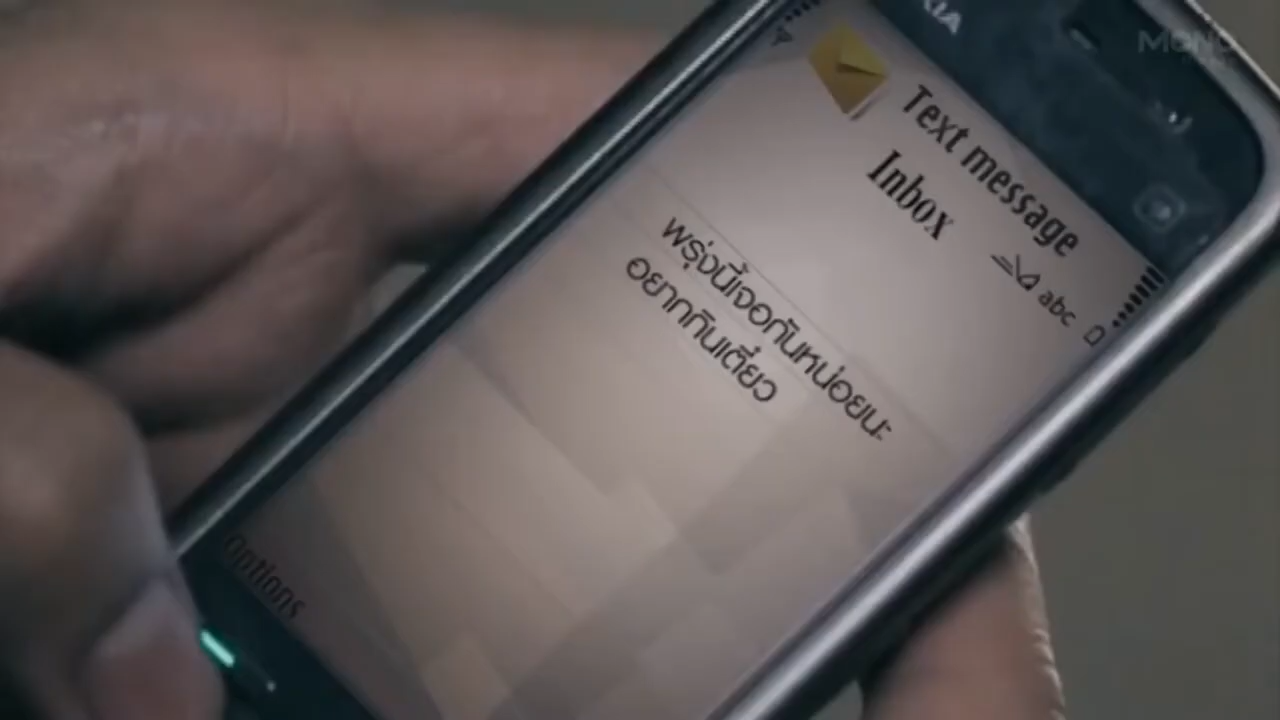 Text message
Inbox
abc
พรุ่งนี้เจอกันหน่อยนะ
อยากกินเตี๋ยว
Options